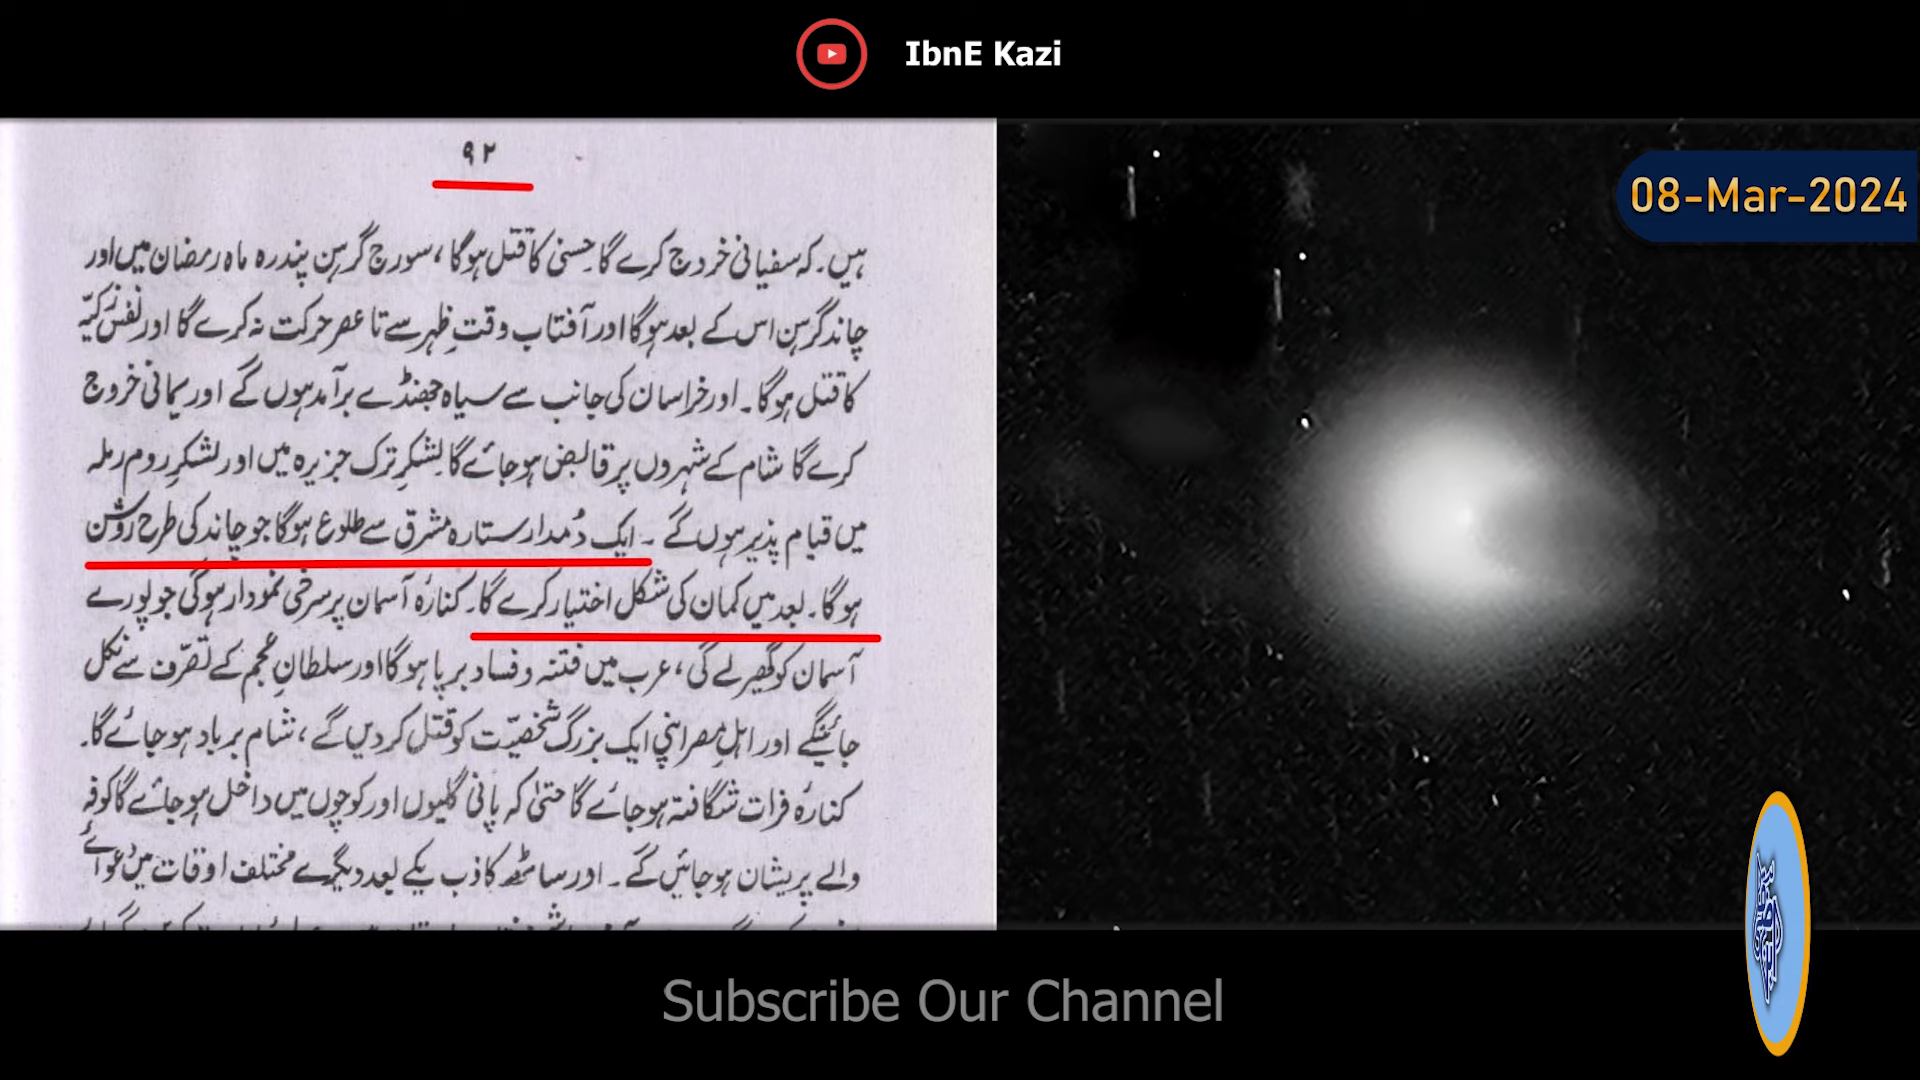 IbnE Kazi
08-Mar-2024
۹۲
ہیں۔ کہ سفیانی خروج کرے گا حسنی کا قتل ہوگا، سورج گرہن پندرہ ماہ رمضان میں اور
چاند گرہن اس کے بعد ہوگا اور آفتاب وقتِ ظہر سے تا عصر حرکت نہ کرے گا اور نفس زکیّہ
کا قتل ہوگا۔ اور خراسان کی جانب سے سیاہ جھنڈے برآمد ہوں گے اور یمانی خروج
کرے گا شام کے شہروں پر قابض ہو جائے گا لشکرِ ترک جزیرہ میں اور لشکرِ روم رملہ
میں قیام پذیر ہوں گے۔ ایک دُمدار ستارہ مشرق سے طلوع ہوگا جو چاند کی طرح روشن
ہوگا۔ بعد میں کمان کی شکل اختیار کرے گا۔ کنارۂ آسمان پر سرخی نمودار ہوگی جو پورے
آسمان کو گھیر لے گی، عرب میں فتنہ و فساد برپا ہوگا اور سلطانِ عجم کے تصرّف سے نکل
جائینگے اور اہلِ مصر اپنی ایک بزرگ شخصیّت کو قتل کر دیں گے، شام برباد ہو جائے گا۔
کنارۂ فرات شگافتہ ہو جائے گا حتیٰ کہ پانی گلیوں اور کوچوں میں داخل ہو جائے گا کوفہ
والے پریشان ہو جائیں گے۔ اور ساٹھ کاذب یکے بعد دیگرے مختلف اوقات میں دعوائے
Subscribe Our Channel